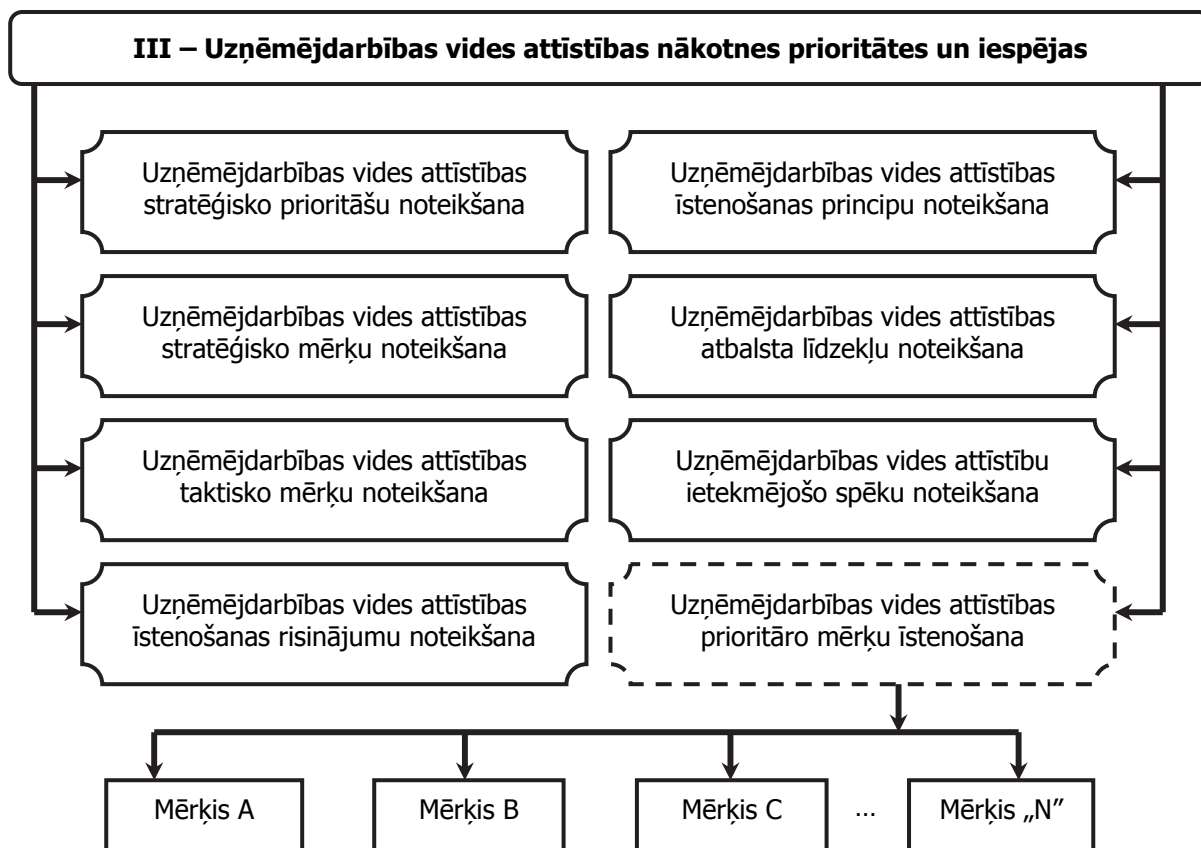 III – Uzņēmējdarbības vides attīstības nākotnes prioritātes un iespējas
Uzņēmējdarbības vides attīstības
stratēģisko prioritāšu noteikšana
Uzņēmējdarbības vides attīstības
īstenošanas principu noteikšana
Uzņēmējdarbības vides attīstības
stratēģisko mērķu noteikšana
Uzņēmējdarbības vides attīstības
atbalsta līdzekļu noteikšana
Uzņēmējdarbības vides attīstības
taktisko mērķu noteikšana
Uzņēmējdarbības vides attīstību
ietekmējošo spēku noteikšana
Uzņēmējdarbības vides attīstības
īstenošanas risinājumu noteikšana
Uzņēmējdarbības vides attīstības
prioritāro mērķu īstenošana
Mērķis A
Mērķis B
Mērķis C
...
Mērķis „N”